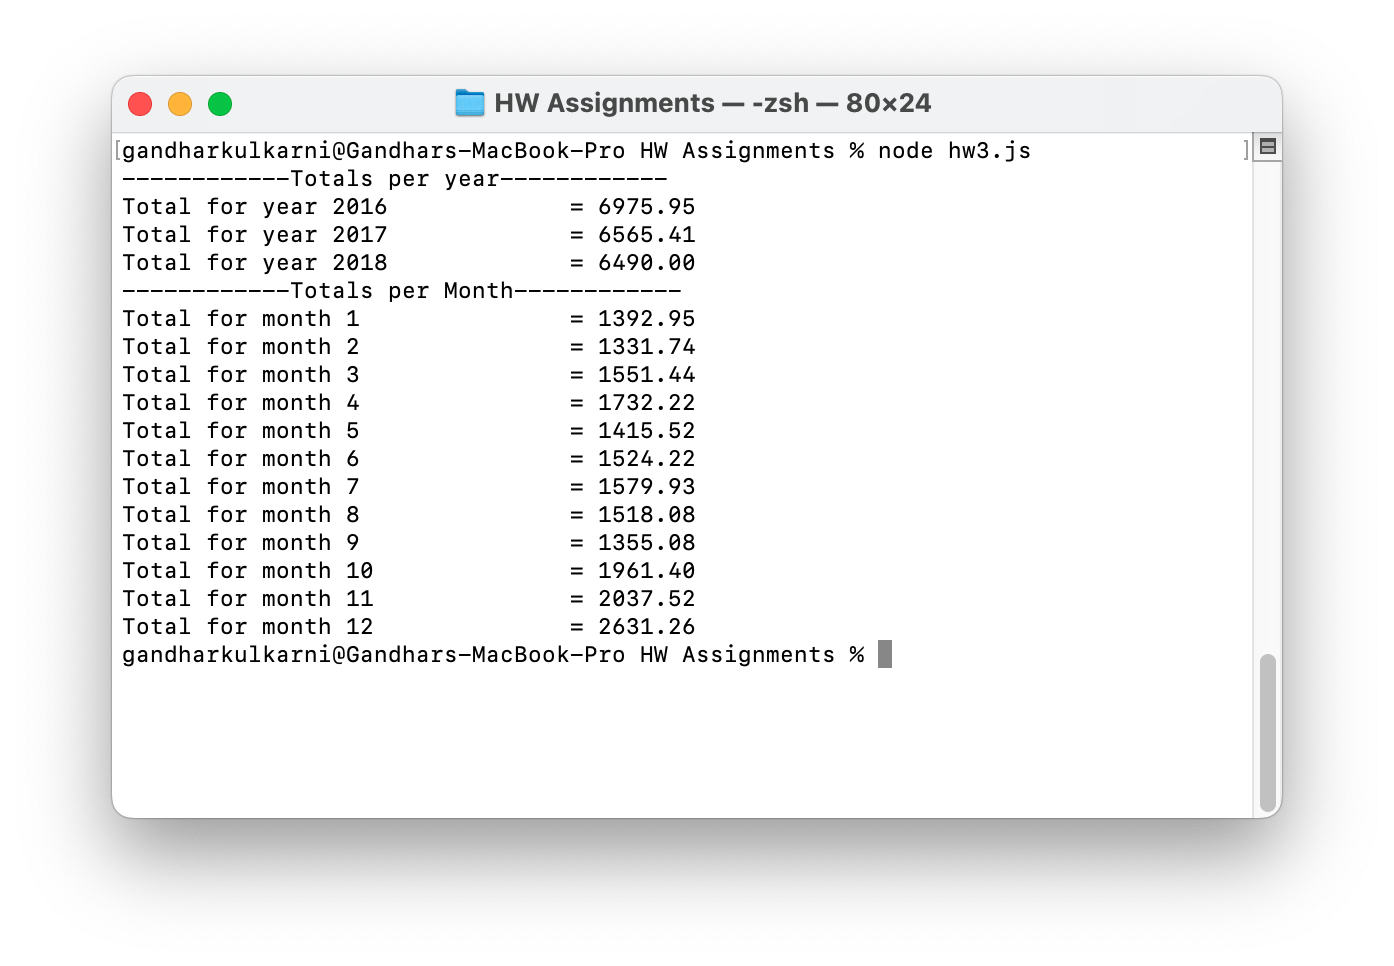 HW Assignments — -zsh — 80×24
[gandharkulkarni@Gandhars-MacBook-Pro HW Assignments % node hw3.js ]
------------Totals per year------------
Total for year 2016             = 6975.95
Total for year 2017             = 6565.41
Total for year 2018             = 6490.00
------------Totals per Month------------
Total for month 1               = 1392.95
Total for month 2               = 1331.74
Total for month 3               = 1551.44
Total for month 4               = 1732.22
Total for month 5               = 1415.52
Total for month 6               = 1524.22
Total for month 7               = 1579.93
Total for month 8               = 1518.08
Total for month 9               = 1355.08
Total for month 10              = 1961.40
Total for month 11              = 2037.52
Total for month 12              = 2631.26
gandharkulkarni@Gandhars-MacBook-Pro HW Assignments %